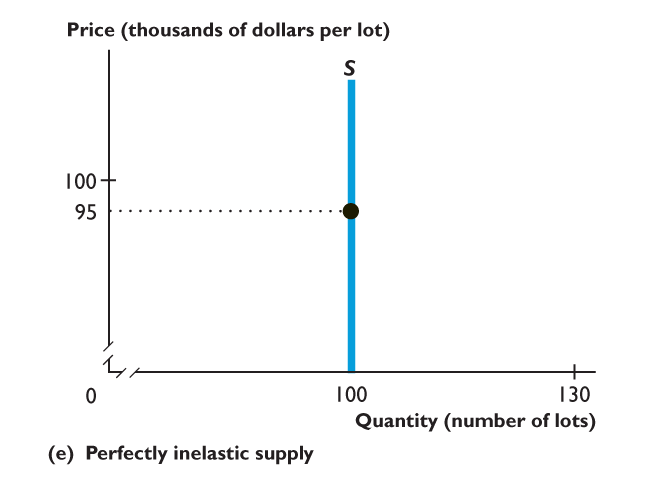 Price (thousands of dollars per lot)
S
100
95
0
100
130
Quantity (number of lots)
(e) Perfectly inelastic supply